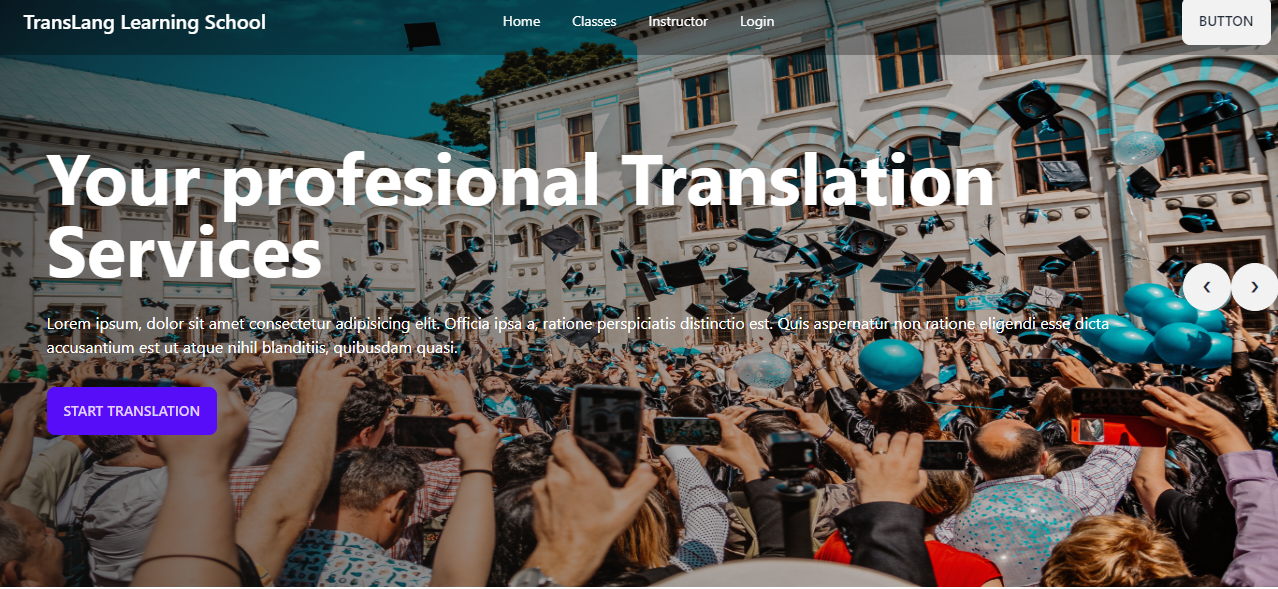 TransLang Learning School
Home
Classes
Instructor
Login
BUTTON
Your profesional Translation
Services
Lorem ipsum, dolor sit amet consectetur adipisicing elit. Officia ipsa a, ratione perspiciatis distinctio est. Quis aspernatur non ratione eligendi esse dicta
accusantium est ut atque nihil blanditiis, quibusdam quasi.
START TRANSLATION